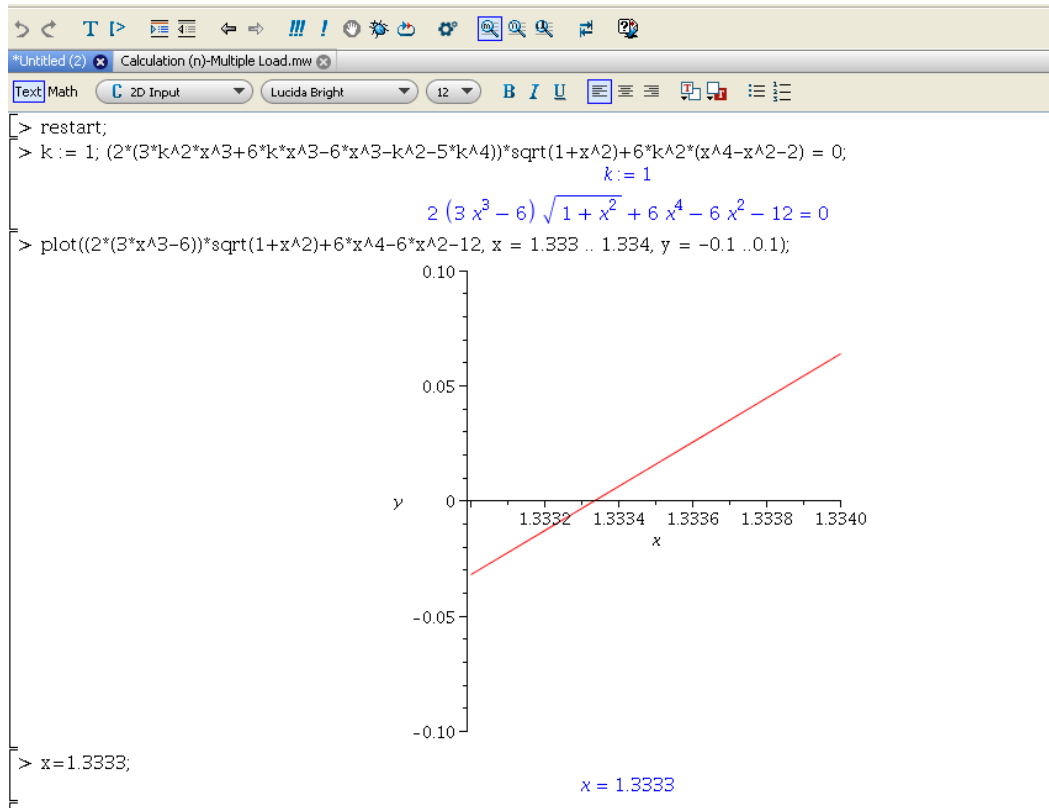 *Untitled (2) Calculation (n)-Multiple Load.mw
Text Math C 2D Input Lucida Bright 12 B I U
> restart;
> k := 1; (2*(3*k^2*x^3+6*k*x^3-6*x^3-k^2-5*k^4))*sqrt(1+x^2)+6*k^2*(x^4-x^2-2) = 0;
k := 1
2 (3 x³ − 6) √(1 + x²) + 6 x⁴ − 6 x² − 12 = 0
> plot((2*(3*x^3-6))*sqrt(1+x^2)+6*x^4-6*x^2-12, x = 1.333 .. 1.334, y = -0.1 ..0.1);
0.10
0.05
y 0
1.3332 1.3334 1.3336 1.3338 1.3340
x
-0.05
-0.10
> x=1.3333;
x = 1.3333